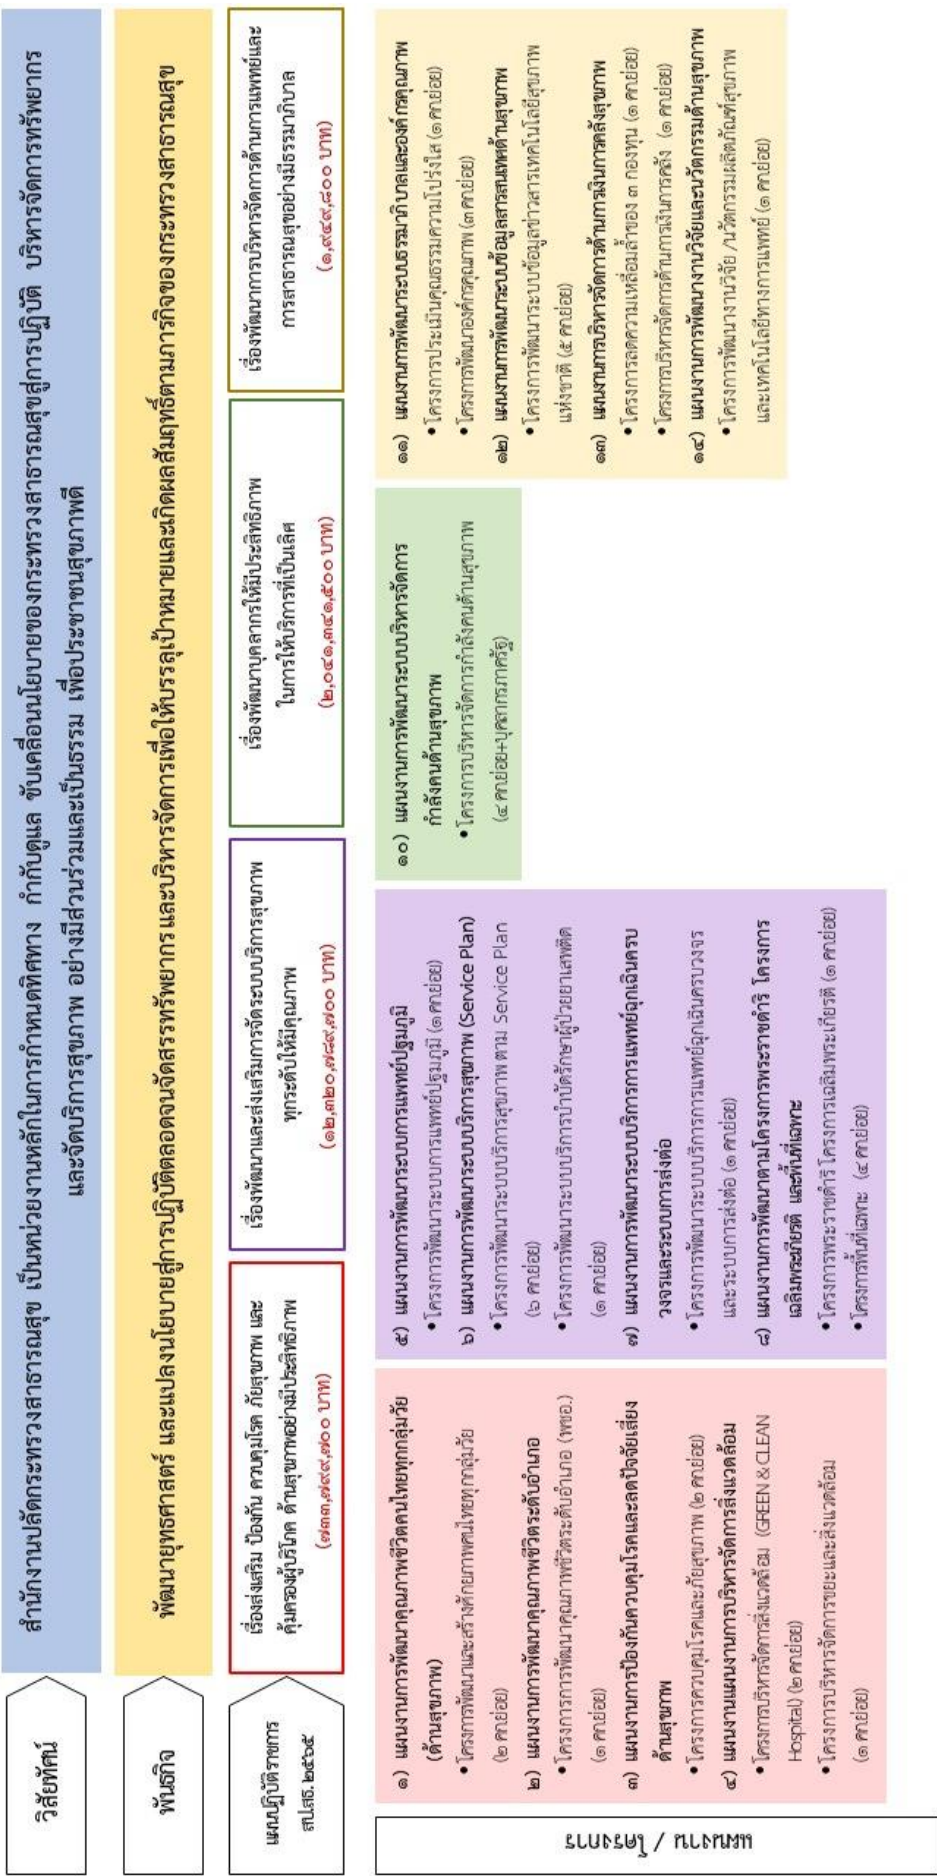 วิสัยทัศน์
สำนักงานปลัดกระทรวงสาธารณสุข เป็นหน่วยงานหลักในการกำหนดทิศทาง กำกับดูแล ขับเคลื่อนนโยบายของกระทรวงสาธารณสุขสู่การปฏิบัติ บริหารจัดการทรัพยากร
และจัดบริการสุขภาพ อย่างมีส่วนร่วมและเป็นธรรม เพื่อประชาชนสุขภาพดี
พันธกิจ
พัฒนายุทธศาสตร์ และแปลงนโยบายสู่การปฏิบัติตลอดจนจัดสรรทรัพยากร และบริหารจัดการเพื่อให้บรรลุเป้าหมายและเกิดผลสัมฤทธิ์ตามภารกิจของกระทรวงสาธารณสุข
แผนปฏิบัติราชการ
สป.สธ. ๒๕๖๕
เรื่องส่งเสริม ป้องกัน ควบคุมโรค ภัยสุขภาพ และ
คุ้มครองผู้บริโภค ด้านสุขภาพอย่างมีประสิทธิภาพ
(๗๓๓,๗๙๙,๗๐๐ บาท)
เรื่องพัฒนาและส่งเสริมการจัดระบบบริการสุขภาพ
ทุกระดับให้มีคุณภาพ
(๑๒,๓๒๐,๗๘๙,๗๐๐ บาท)
เรื่องพัฒนาบุคลากรให้มีประสิทธิภาพ
ในการให้บริการที่เป็นเลิศ
(๒,๐๔๑,๓๔๑,๕๐๐ บาท)
เรื่องพัฒนาการบริหารจัดการด้านการแพทย์และ
การสาธารณสุขอย่างมีธรรมาภิบาล
(๑,๙๔๙,๘๐๐ บาท)
แผนงาน / โครงการ
๑) แผนงานการพัฒนาคุณภาพชีวิตคนไทยทุกกลุ่มวัย
(ด้านสุขภาพ)
• โครงการพัฒนาและสร้างศักยภาพคนไทยทุกกลุ่มวัย
(๒ คก.ย่อย)
๒) แผนงานการพัฒนาคุณภาพชีวิตระดับอำเภอ
• โครงการการพัฒนาคุณภาพชีวิตระดับอำเภอ (พชอ.)
(๑ คก.ย่อย)
๓) แผนงานการป้องกันควบคุมโรคและลดปัจจัยเสี่ยง
ด้านสุขภาพ
• โครงการควบคุมโรคและภัยสุขภาพ (๒ คก.ย่อย)
๔) แผนงานแผนงานการบริหารจัดการสิ่งแวดล้อม
• โครงการบริหารจัดการสิ่งแวดล้อม (GREEN & CLEAN
Hospital) (๒ คก.ย่อย)
• โครงการบริหารจัดการขยะและสิ่งแวดล้อม
(๑ คก.ย่อย)
๕) แผนงานการพัฒนาระบบการแพทย์ปฐมภูมิ
• โครงการพัฒนาระบบการแพทย์ปฐมภูมิ (๑ คก.ย่อย)
๖) แผนงานการพัฒนาระบบบริการสุขภาพ (Service Plan)
• โครงการพัฒนาระบบบริการสุขภาพ ตาม Service Plan
(๖ คก.ย่อย)
• โครงการพัฒนาระบบบริการบำบัดรักษาผู้ป่วยยาเสพติด
(๑ คก.ย่อย)
๗) แผนงานการพัฒนาระบบบริการการแพทย์ฉุกเฉินครบ
วงจรและระบบการส่งต่อ
• โครงการพัฒนาระบบบริการการแพทย์ฉุกเฉินครบวงจร
และระบบการส่งต่อ (๑ คก.ย่อย)
๘) แผนงานการพัฒนาตามโครงการพระราชดำริ โครงการ
เฉลิมพระเกียรติ และพื้นที่เฉพาะ
• โครงการพระราชดำริ โครงการเฉลิมพระเกียรติ (๑ คก.ย่อย)
• โครงการพื้นที่เฉพาะ (๔ คก.ย่อย)
๑๐) แผนงานการพัฒนาระบบบริหารจัดการ
กำลังคนด้านสุขภาพ
• โครงการบริหารจัดการกำลังคนด้านสุขภาพ
(๔ คก.ย่อย+บุคลากรภาครัฐ)
๑๑) แผนงานการพัฒนาระบบธรรมาภิบาลและองค์กรคุณภาพ
• โครงการประเมินคุณธรรมความโปร่งใส (๑ คก.ย่อย)
• โครงการพัฒนาองค์กรคุณภาพ (๓ คก.ย่อย)
๑๒) แผนงานการพัฒนาระบบข้อมูลสารสนเทศด้านสุขภาพ
• โครงการพัฒนาระบบข้อมูลข่าวสารเทคโนโลยีสุขภาพ
แห่งชาติ (๕ คก.ย่อย)
๑๓) แผนงานการบริหารจัดการด้านการเงินการคลังสุขภาพ
• โครงการลดความเหลื่อมล้ำของ ๓ กองทุน (๑ คก.ย่อย)
• โครงการบริหารจัดการด้านการเงินการคลัง (๑ คก.ย่อย)
๑๔) แผนงานการพัฒนางานวิจัยและนวัตกรรมด้านสุขภาพ
• โครงการพัฒนางานวิจัย /นวัตกรรมผลิตภัณฑ์สุขภาพ
และเทคโนโลยีทางการแพทย์ (๑ คก.ย่อย)